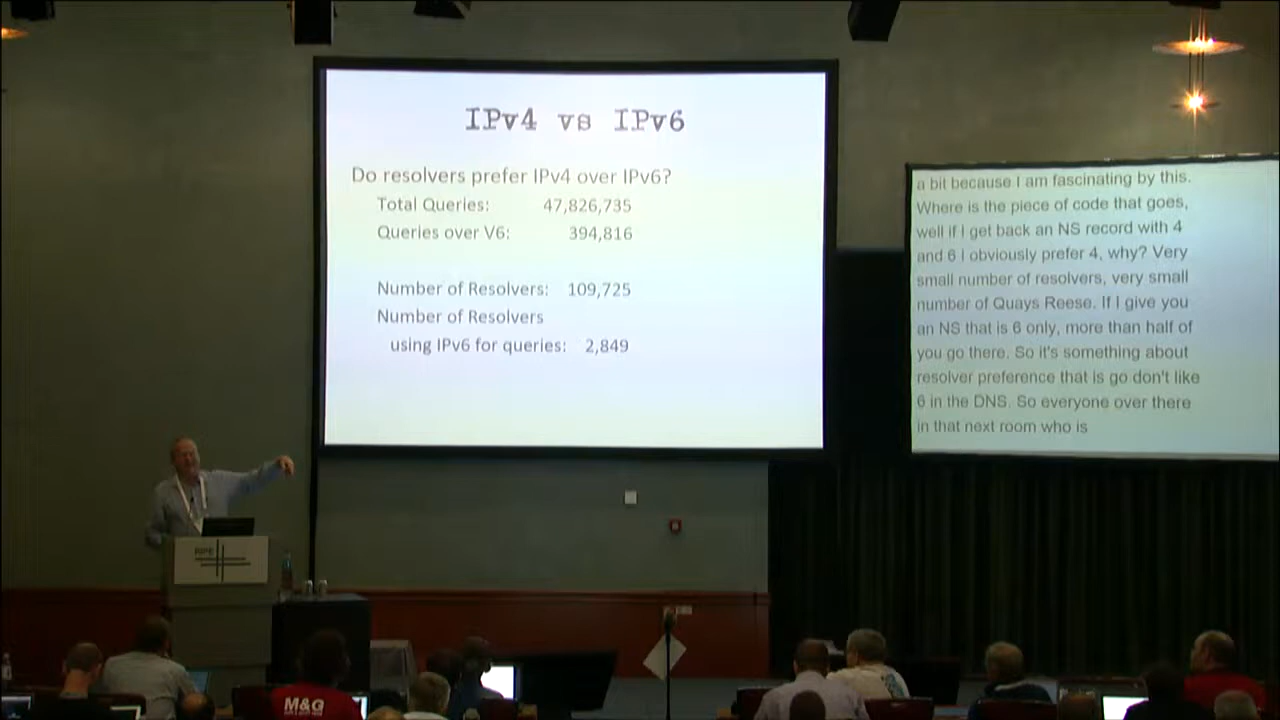 IPv4 vs IPv6
Do resolvers prefer IPv4 over IPv6?
Total Queries: 47,826,735
Queries over V6: 394,816
Number of Resolvers: 109,725
Number of Resolvers
using IPv6 for queries: 2,849
a bit because I am fascinating by this.
Where is the piece of code that goes,
well if I get back an NS record with 4
and 6 I obviously prefer 4, why? Very
small number of resolvers, very small
number of Quays Reese. If I give you
an NS that is 6 only, more than half of
you go there. So it's something about
resolver preference that is go don't like
6 in the DNS. So everyone over there
in that next room who is
RIPE
M&G